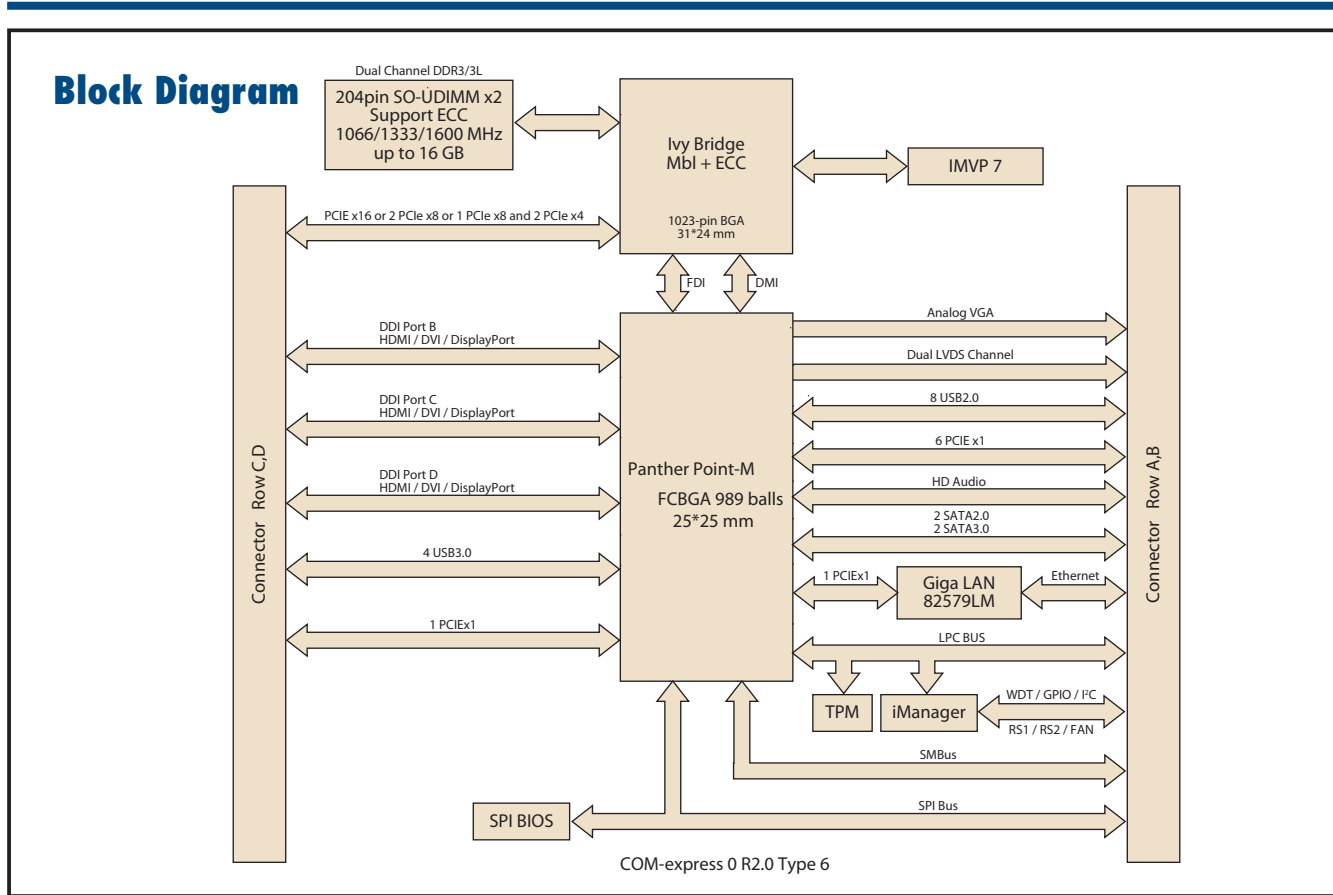 Block Diagram
Dual Channel DDR3/3L
204pin SO-UDIMM x2
Support ECC
1066/1333/1600 MHz
up to 16 GB
Ivy Bridge
Mbl + ECC
1023-pin BGA
31*24 mm
IMVP 7
PCIE x16 or 2 PCIe x8 or 1 PCIe x8 and 2 PCIe x4
FDI
DMI
Connector Row C,D
DDI Port B
HDMI / DVI / DisplayPort
DDI Port C
HDMI / DVI / DisplayPort
DDI Port D
HDMI / DVI / DisplayPort
4 USB3.0
1 PCIEx1
Panther Point-M
FCBGA 989 balls
25*25 mm
Analog VGA
Dual LVDS Channel
8 USB2.0
6 PCIE x1
HD Audio
2 SATA2.0
2 SATA3.0
1 PCIEx1
Giga LAN
82579LM
Ethernet
LPC BUS
TPM
iManager
WDT / GPIO / I²C
RS1 / RS2 / FAN
SMBus
SPI Bus
SPI BIOS
Connector Row A,B
COM-express 0 R2.0 Type 6